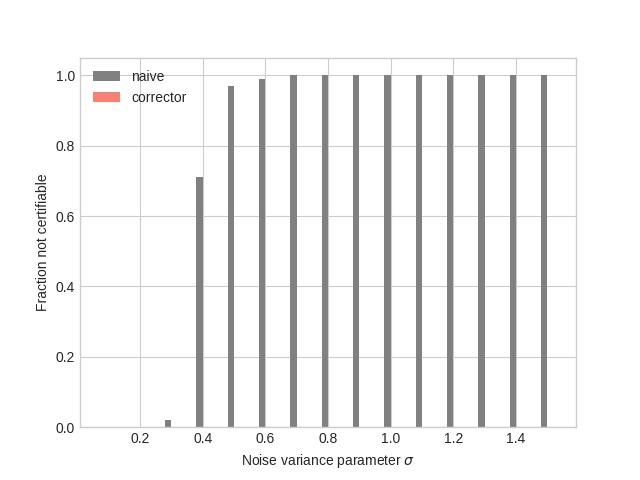 naive
corrector
1.0
0.8
0.6
0.4
0.2
0.0
Fraction not certifiable
0.2 0.4 0.6 0.8 1.0 1.2 1.4
Noise variance parameter σ